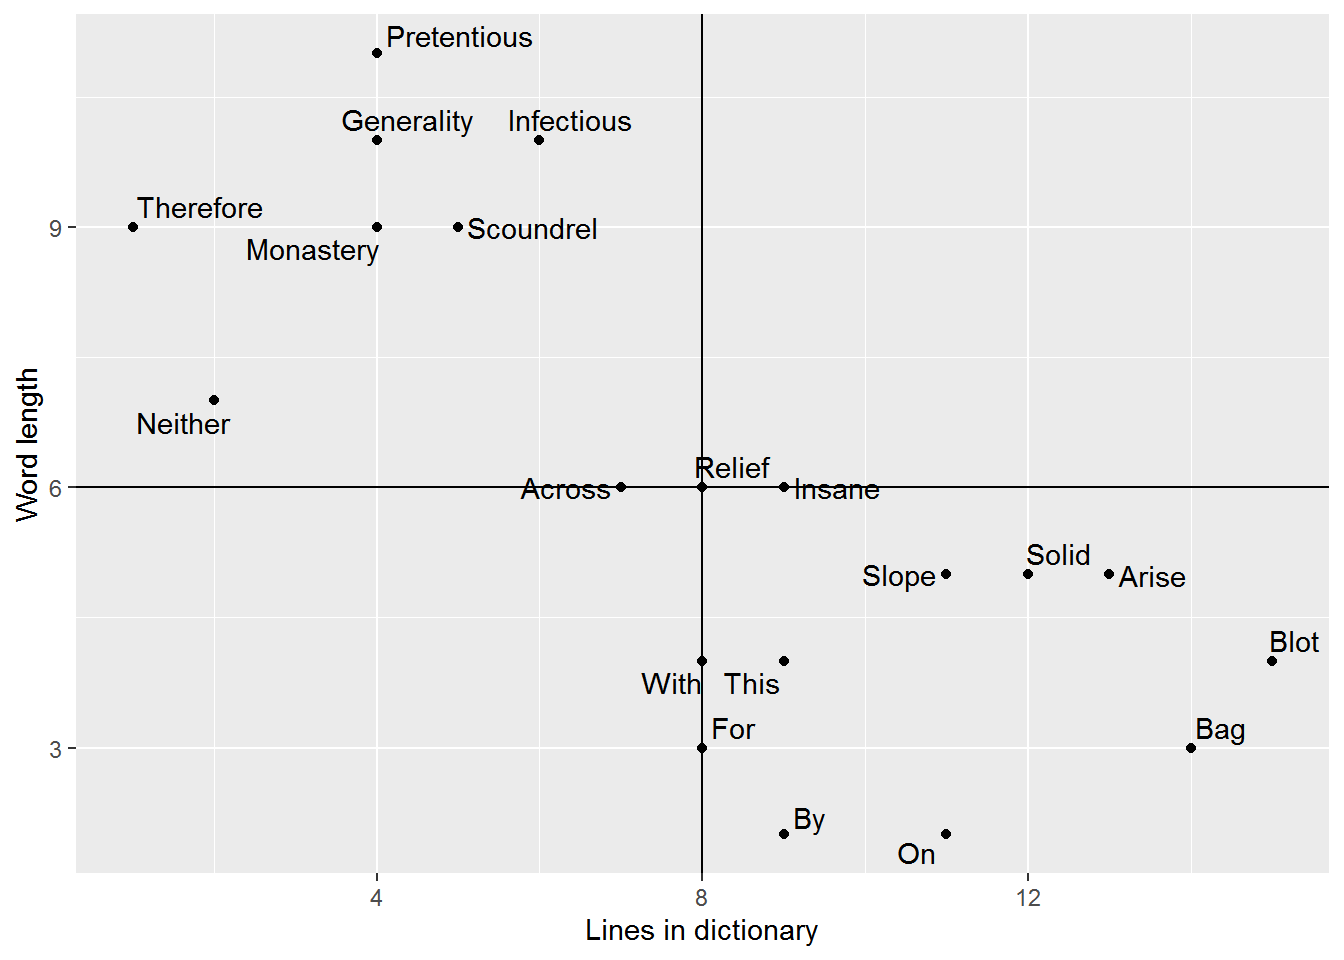 Pretentious
Generality
Infectious
Therefore
9
Scoundrel
Monastery
Neither
Word length
Relief
6
Across
Insane
Solid
Slope
Arise
Blot
With
This
For
Bag
3
By
On
4
8
12
Lines in dictionary